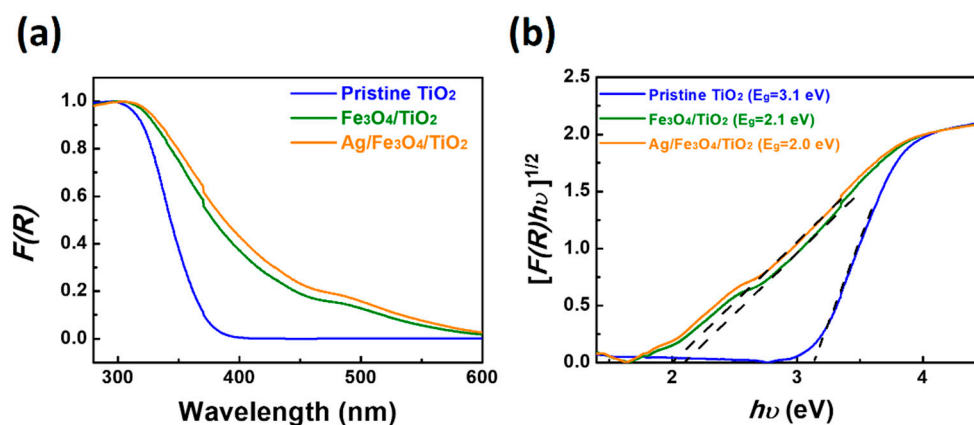 (a)
(b)
Pristine TiO₂
Fe₃O₄/TiO₂
Ag/Fe₃O₄/TiO₂
1.0
0.8
0.6
0.4
0.2
0.0
F(R)
300
400
500
600
Wavelength (nm)
Pristine TiO₂ (Eg=3.1 eV)
Fe₃O₄/TiO₂ (Eg=2.1 eV)
Ag/Fe₃O₄/TiO₂ (Eg=2.0 eV)
2.5
2.0
1.5
1.0
0.5
0.0
[F(R)hυ]1/2
2
3
4
hυ (eV)